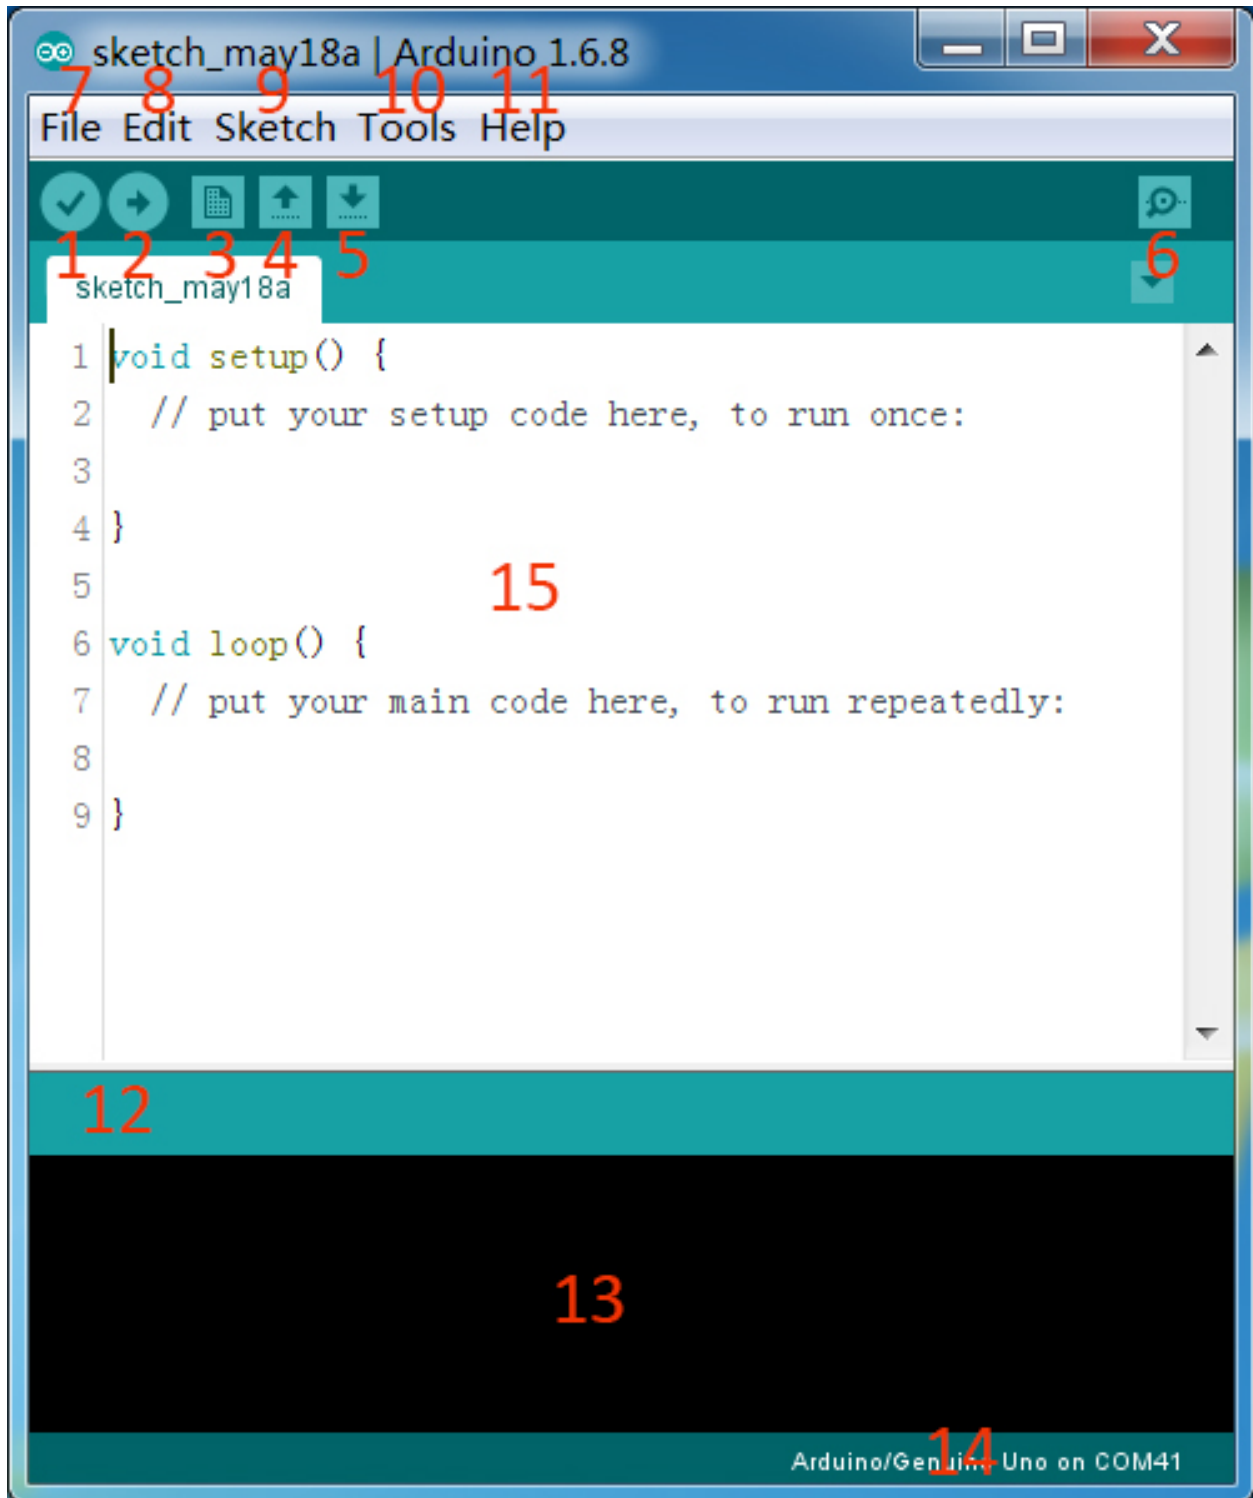 sketch_may18a | Arduino 1.6.8
7 8 9 10 11
File Edit Sketch Tools Help
1 2 3 4 5 6
sketch_may18a
1 void setup() {
2   // put your setup code here, to run once:
3
4 }
5
15
6 void loop() {
7   // put your main code here, to run repeatedly:
8
9 }
12
13
14
Arduino/Genuino Uno on COM41